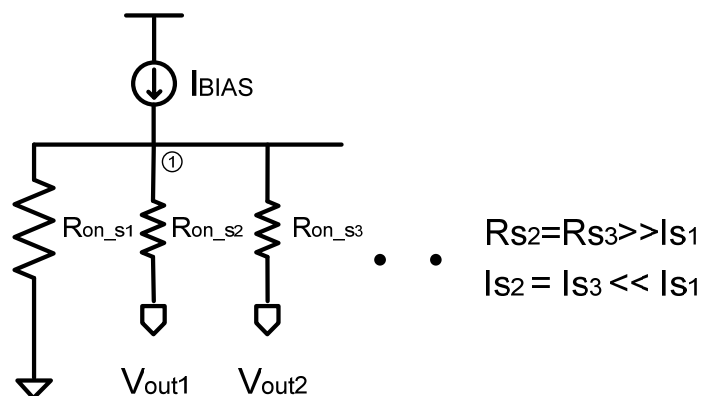 IBIAS
①
Ron_s1
Ron_s2
Ron_s3
Rs2=Rs3>>Is1
Is2 = Is3 << Is1
Vout1
Vout2